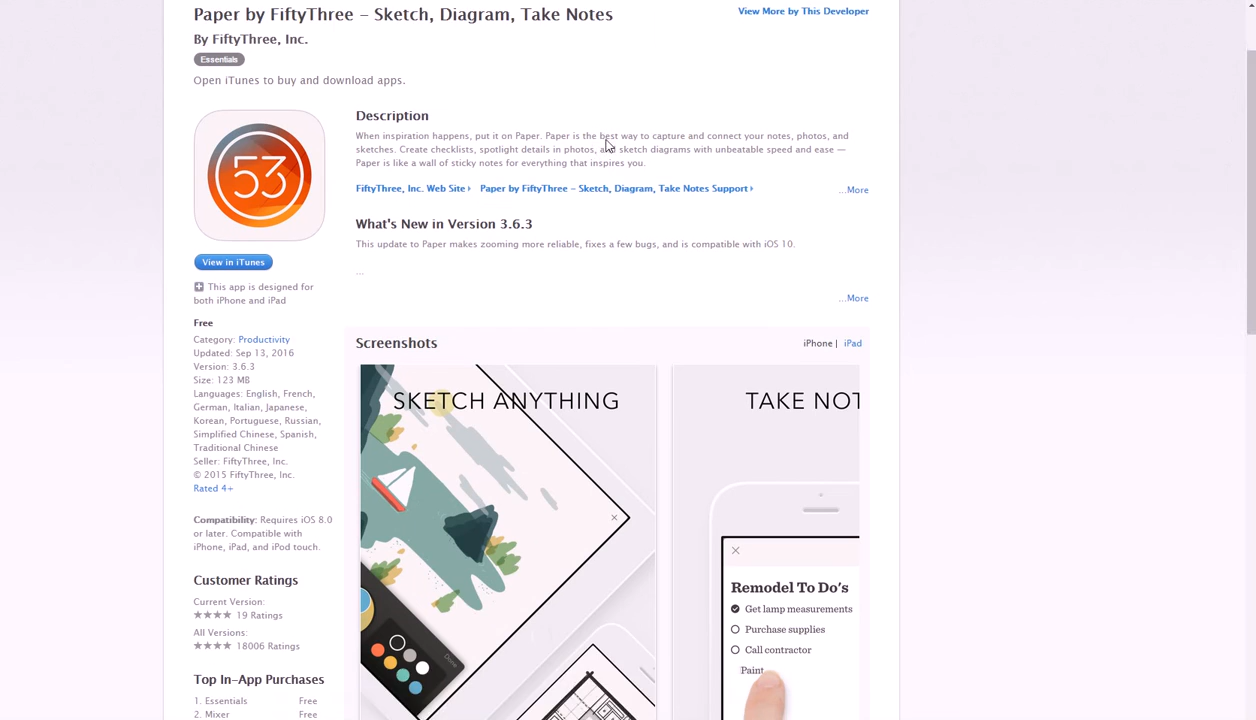 Paper by FiftyThree – Sketch, Diagram, Take Notes
View More by This Developer
By FiftyThree, Inc.
Essentials
Open iTunes to buy and download apps.
53
View in iTunes
This app is designed for
both iPhone and iPad
Free
Category: Productivity
Updated: Sep 13, 2016
Version: 3.6.3
Size: 123 MB
Languages: English, French,
German, Italian, Japanese,
Korean, Portuguese, Russian,
Simplified Chinese, Spanish,
Traditional Chinese
Seller: FiftyThree, Inc.
© 2015 FiftyThree, Inc.
Rated 4+
Compatibility: Requires iOS 8.0
or later. Compatible with
iPhone, iPad, and iPod touch.
Customer Ratings
Current Version:
★★★★ 19 Ratings
All Versions:
★★★★ 18006 Ratings
Top In-App Purchases
1. Essentials Free
2. Mixer Free
Description
When inspiration happens, put it on Paper. Paper is the best way to capture and connect your notes, photos, and
sketches. Create checklists, spotlight details in photos, and sketch diagrams with unbeatable speed and ease —
Paper is like a wall of sticky notes for everything that inspires you.
FiftyThree, Inc. Web Site
Paper by FiftyThree – Sketch, Diagram, Take Notes Support
...More
What's New in Version 3.6.3
This update to Paper makes zooming more reliable, fixes a few bugs, and is compatible with iOS 10.
...
...More
Screenshots
iPhone | iPad
SKETCH ANYTHING
Done
TAKE NOT
Remodel To Do's
Get lamp measurements
Purchase supplies
Call contractor
Paint